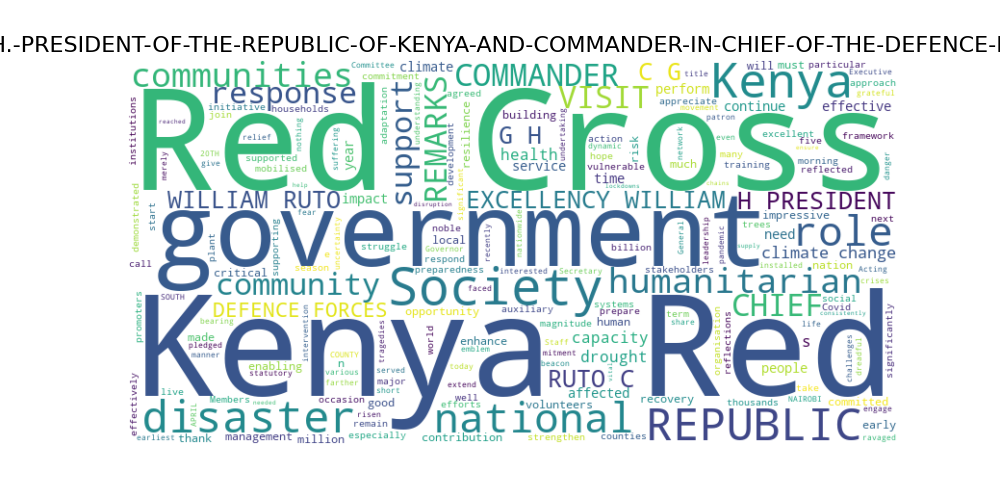 H.-PRESIDENT-OF-THE-REPUBLIC-OF-KENYA-AND-COMMANDER-IN-CHIEF-OF-THE-DEFENCE-
communities
Committee
climate
COMMANDER
C G
title
will
must
particular
Executive
commitment
agreed
Kenya
approach
grateful
response
households
initiative
join
institutions
Red Cross
support
REMARKS
VISIT
perform
appreciate
movement
patron
continue
effective
adaptation
understanding
building
G H
health
service
undertaking
action
dynamic
hope
vulnerable
time
risk
network
even
excellent
five
framework
many
training
morning
reflected
much
danger
resilience
development
significant
relief
supported
mobilised
nothing
suffering
year
20TH
give
reached
merely
help
lockdowns
chains
WILLIAM RUTO
impact
EXCELLENCY WILLIAM
H PRESIDENT
disruption
demonstrated
start
government
fear
noble
local
Governor
respond
recently
nationwide
billion
General
leadership
pandemic
trees
impressive
need
role
next
climate change
supply
plant
supporting
season
uncertainty
struggle
call
critical
preparedness
interested
Secretary
stakeholders
installed
nation
Acting
crises
community
Society
faced
humanitarian
SOUTH
promoters
DEFENCE FORCES
opportunity
auxiliary
systems
prepare
human
term
share
CHIEF
social
Covid
consistently
Kenya Red
bearing
made
pledged
manner
intervention
tragedies
world
enhance
emblem
magnitude
capacity
Staff
drought
mitment
organisation
reflections
s
life
challenges
dreadful
significantly
COUNTY
n
various
farther
enabling
statutory
served
major
short
today
extend
well
beacon
RUTO C
vital
affected
people
take
live
Members
needed
occasion
good
efforts
volunteers
recovery
thousands
NAIROBI
committed
engage
effectively
APRIL
disaster
risen
remain
national
REPUBLIC
early
earliest
thank
management
million
especially
contribution
strengthen
counties
ravaged